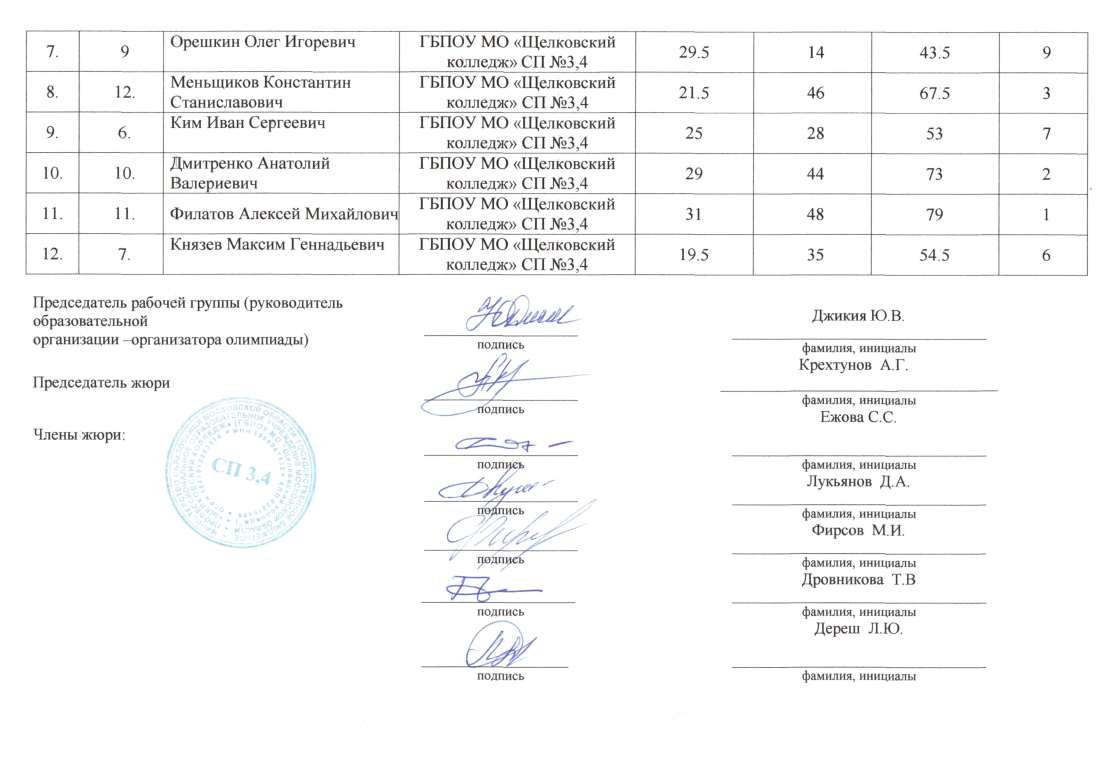 7. 9 Орешкин Олег Игоревич ГБПОУ МО «Щелковский колледж» СП №3,4 29.5 14 43.5 9
8. 12. Меньщиков Константин Станиславович ГБПОУ МО «Щелковский колледж» СП №3,4 21.5 46 67.5 3
9. 6. Ким Иван Сергеевич ГБПОУ МО «Щелковский колледж» СП №3,4 25 28 53 7
10. 10. Дмитренко Анатолий Валериевич ГБПОУ МО «Щелковский колледж» СП №3,4 29 44 73 2
11. 11. Филатов Алексей Михайлович ГБПОУ МО «Щелковский колледж» СП №3,4 31 48 79 1
12. 7. Князев Максим Геннадьевич ГБПОУ МО «Щелковский колледж» СП №3,4 19.5 35 54.5 6
Председатель рабочей группы (руководитель
образовательной
организации –организатора олимпиады)
Джикия Ю.В.
подпись фамилия, инициалы
Председатель жюри
Крехтунов А.Г.
подпись фамилия, инициалы
Члены жюри:
Ежова С.С.
подпись фамилия, инициалы
Лукьянов Д.А.
подпись фамилия, инициалы
Фирсов М.И.
подпись фамилия, инициалы
Дровникова Т.В
подпись фамилия, инициалы
Дереш Л.Ю.
подпись фамилия, инициалы
СП 3,4